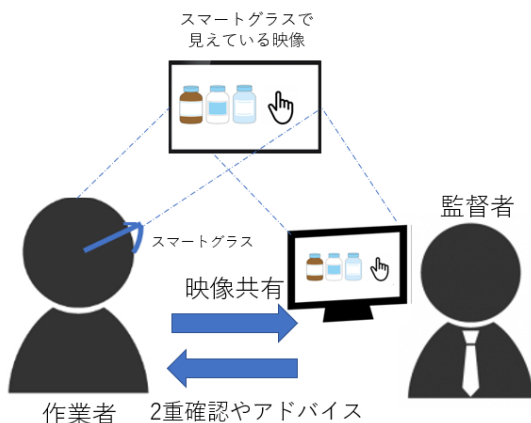 スマートグラスで
見えている映像
監督者
スマートグラス
映像共有
作業者
2重確認やアドバイス